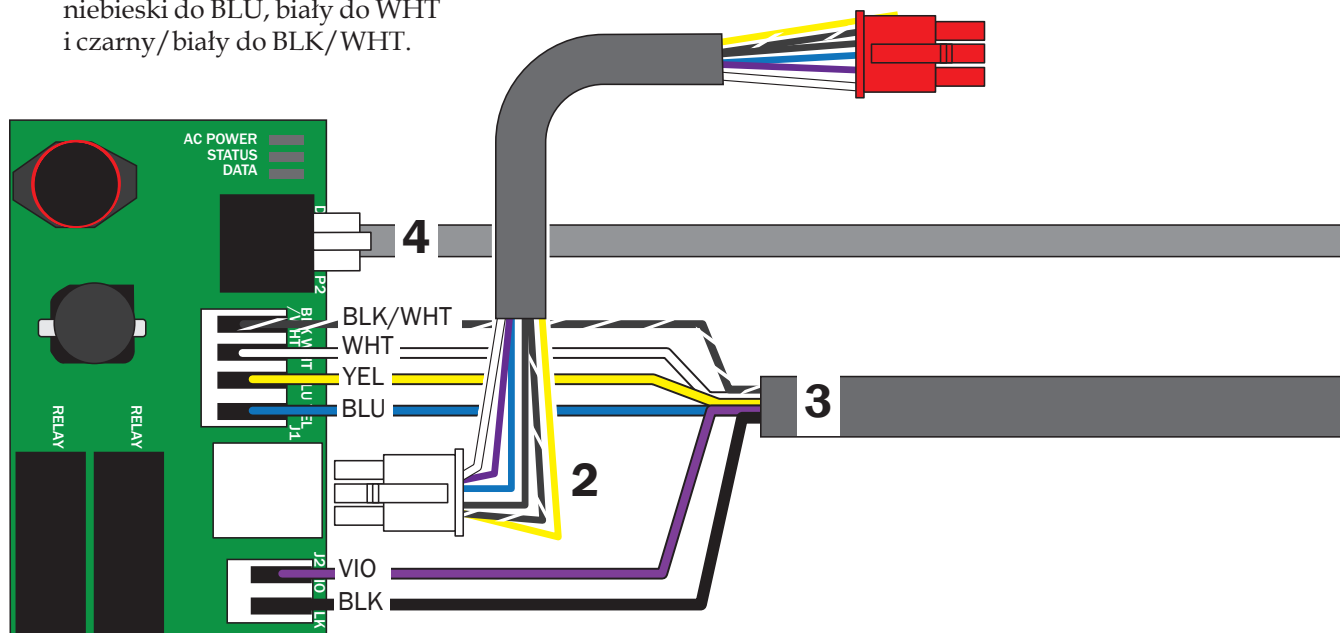 niebieski do BLU, biały do WHT
i czarny/biały do BLK/WHT.
AC POWER
STATUS
DATA
4
P2
BLK/WHT
WHT
YEL
BLU
3
J1
RELAY
RELAY
2
J2
VIO
BLK